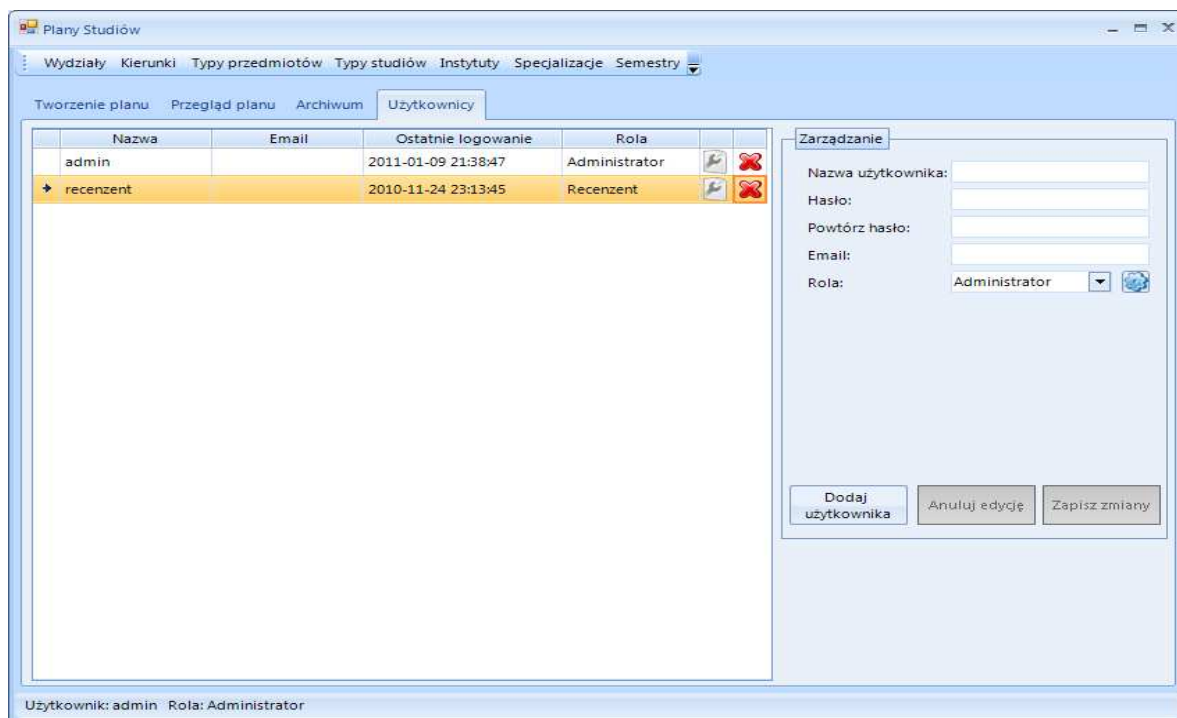 Plany Studiów
Wydziały Kierunki Typy przedmiotów Typy studiów Instytuty Specjalizacje Semestry
Tworzenie planu Przegląd planu Archiwum Użytkownicy
Nazwa Email Ostatnie logowanie Rola
admin 2011-01-09 21:38:47 Administrator
recenzent 2010-11-24 23:13:45 Recenzent
Zarządzanie
Nazwa użytkownika:
Hasło:
Powtórz hasło:
Email:
Rola: Administrator
Dodaj
użytkownika
Anuluj edycję
Zapisz zmiany
Użytkownik: admin Rola: Administrator